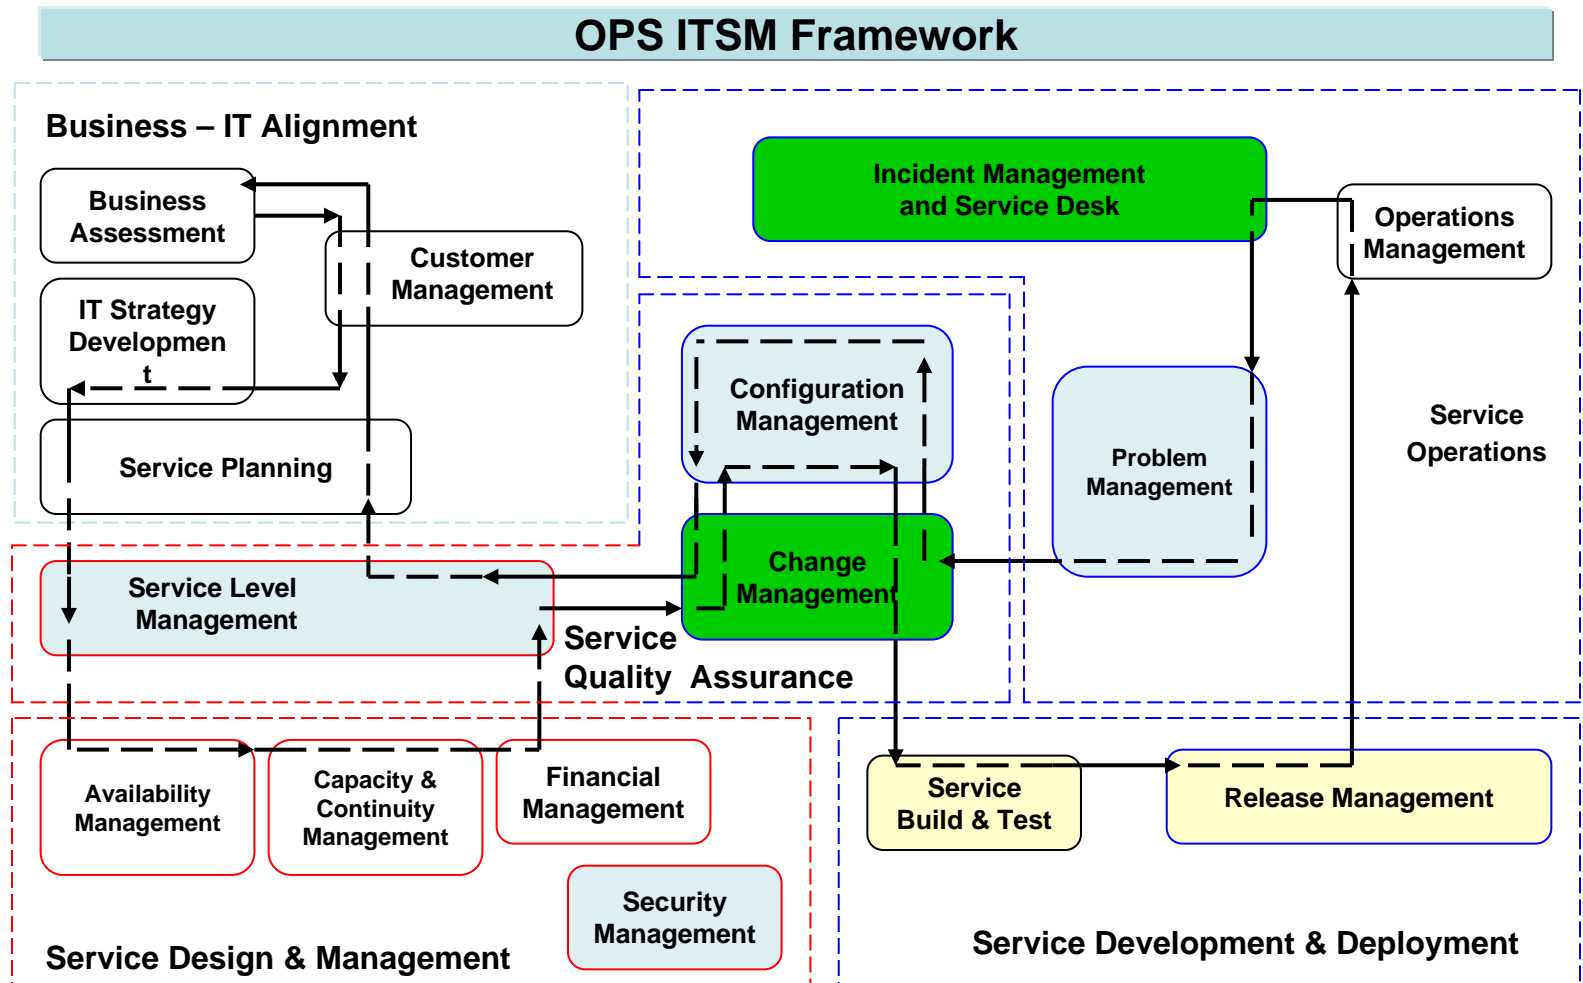 OPS ITSM Framework
Business – IT Alignment
Business
Assessment
Customer
Management
IT Strategy
Developmen
t
Service Planning
Incident Management
and Service Desk
Operations
Management
Configuration
Management
Problem
Management
Service
Operations
Service Level
Management
Change
Management
Service
Quality Assurance
Availability
Management
Capacity &
Continuity
Management
Financial
Management
Security
Management
Service Design & Management
Service
Build & Test
Release Management
Service Development & Deployment